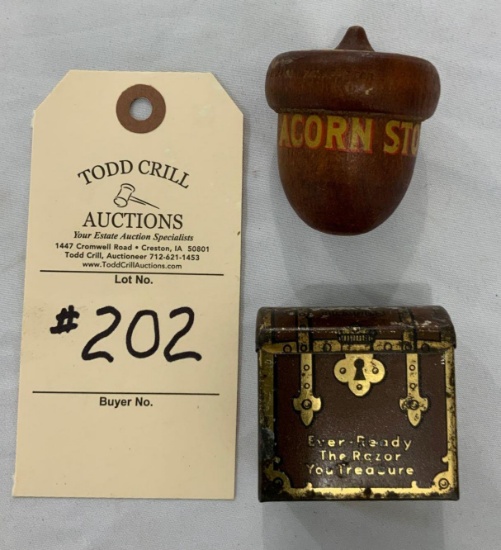 TODD CRILL
AUCTIONS
Your Estate Auction Specialists
1447 Cromwell Road • Creston, IA 50801
Todd Crill, Auctioneer 712-621-1453
www.ToddCrillAuctions.com
Lot No.
#202
Buyer No.
ACORN STO
Ever-Ready
The Razor
You Treasure